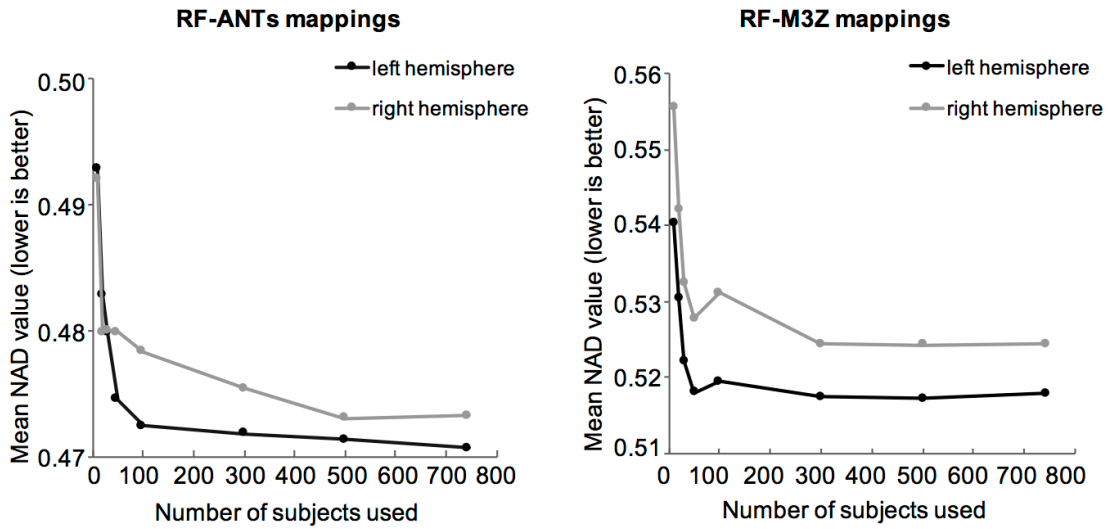 RF-ANTs mappings
left hemisphere
right hemisphere
Mean NAD value (lower is better)
0.50
0.49
0.48
0.47
0 100 200 300 400 500 600 700 800
Number of subjects used
RF-M3Z mappings
left hemisphere
right hemisphere
Mean NAD value (lower is better)
0.56
0.55
0.54
0.53
0.52
0.51
0 100 200 300 400 500 600 700 800
Number of subjects used